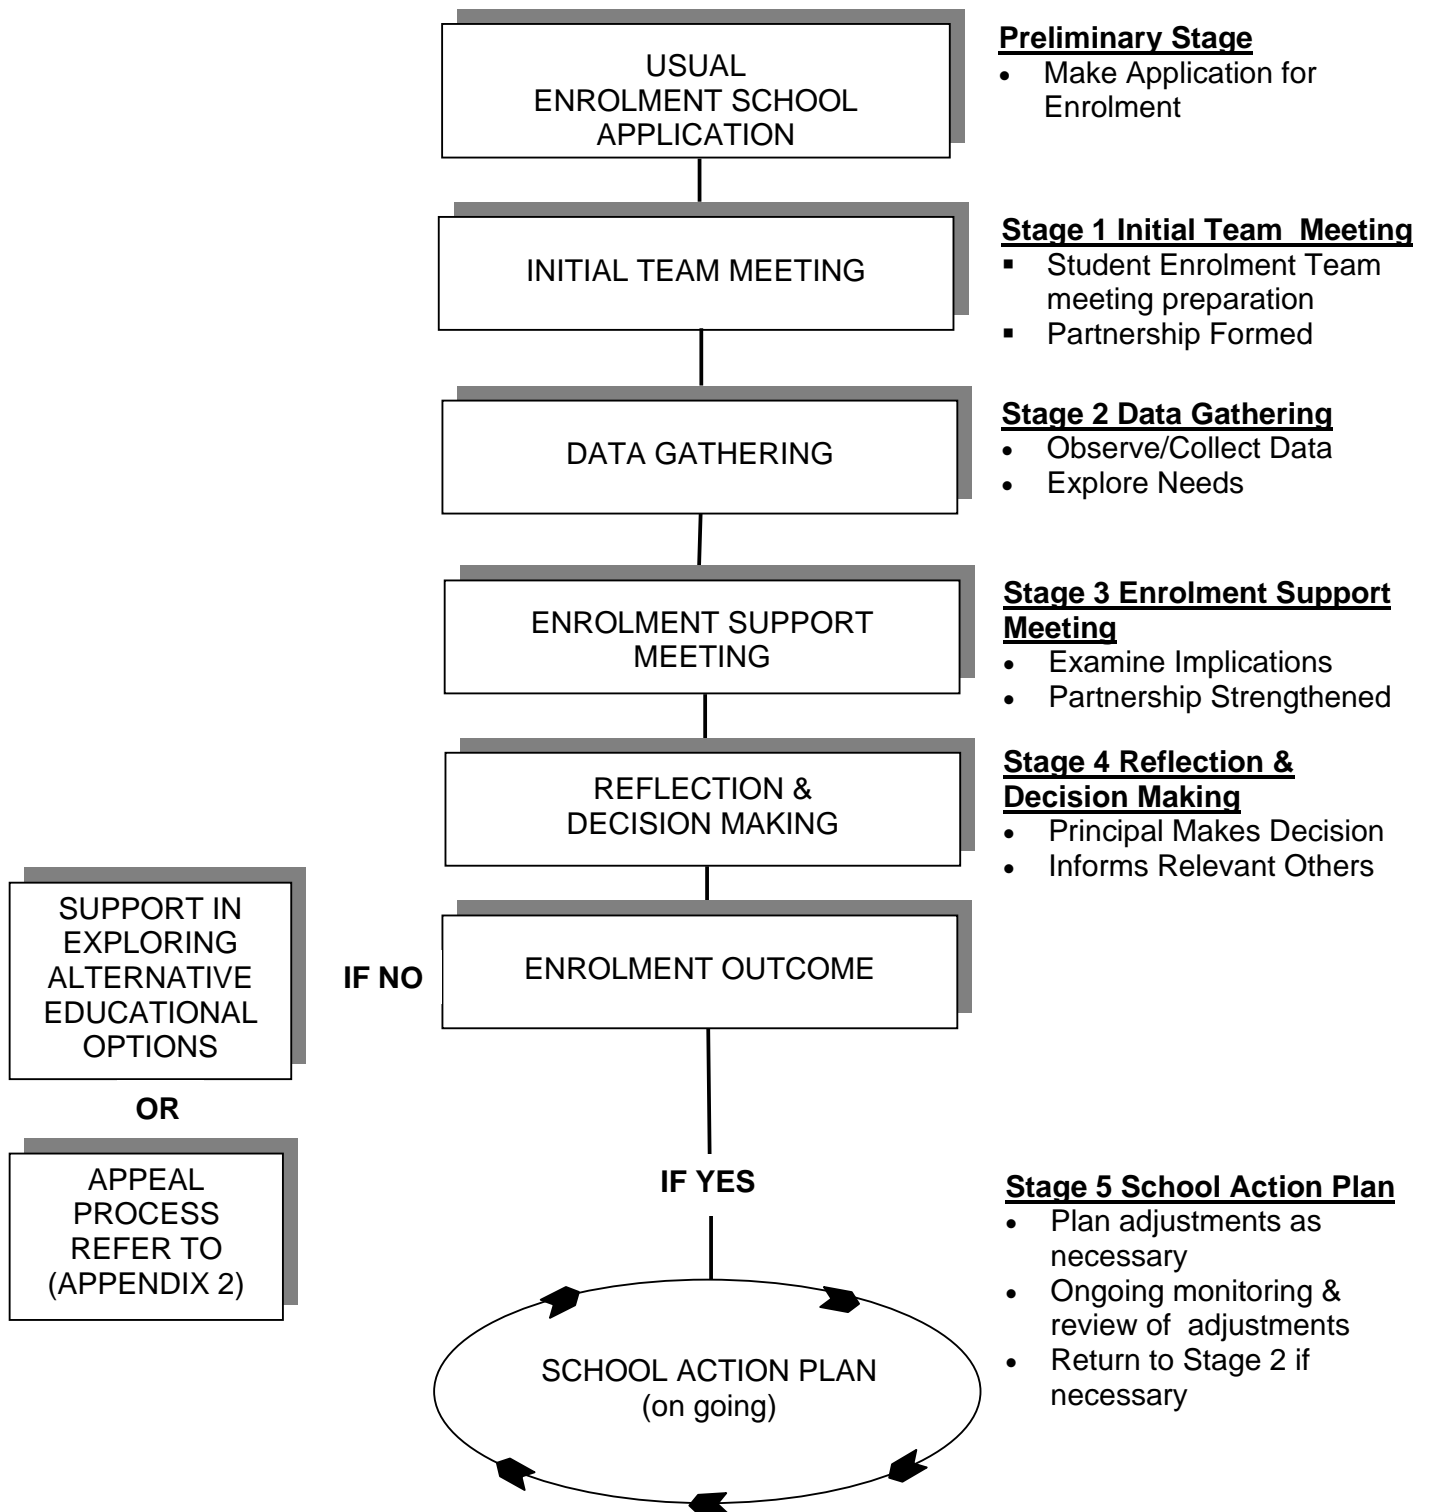 USUAL
ENROLMENT SCHOOL
APPLICATION
Preliminary Stage
• Make Application for
Enrolment
INITIAL TEAM MEETING
Stage 1 Initial Team  Meeting
▪ Student Enrolment Team
meeting preparation
▪ Partnership Formed
DATA GATHERING
Stage 2 Data Gathering
• Observe/Collect Data
• Explore Needs
ENROLMENT SUPPORT
MEETING
Stage 3 Enrolment Support
Meeting
• Examine Implications
• Partnership Strengthened
REFLECTION &
DECISION MAKING
Stage 4 Reflection &
Decision Making
• Principal Makes Decision
• Informs Relevant Others
ENROLMENT OUTCOME
IF NO
SUPPORT IN
EXPLORING
ALTERNATIVE
EDUCATIONAL
OPTIONS
OR
APPEAL
PROCESS
REFER TO
(APPENDIX 2)
IF YES
SCHOOL ACTION PLAN
(on going)
Stage 5 School Action Plan
• Plan adjustments as
necessary
• Ongoing monitoring &
review of  adjustments
• Return to Stage 2 if
necessary